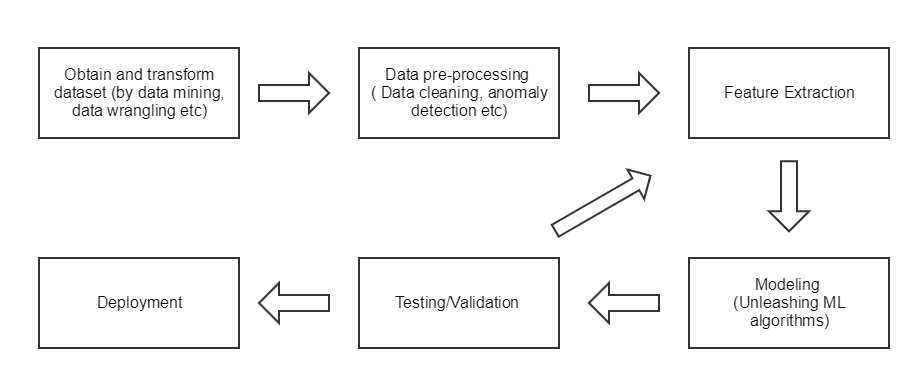 Obtain and transform
dataset (by data mining,
data wrangling etc)
Data pre-processing
( Data cleaning, anomaly
detection etc)
Feature Extraction
Deployment
Testing/Validation
Modeling
(Unleashing ML
algorithms)